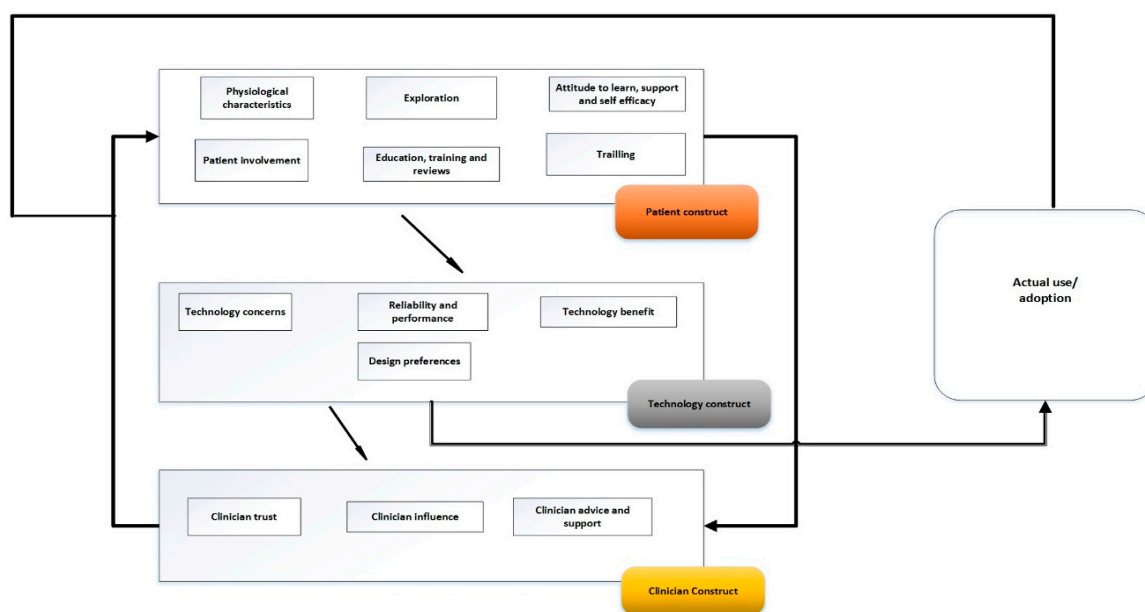 Physiological
characteristics
Exploration
Attitude to learn, support
and self efficacy
Patient involvement
Education, training and
reviews
Trailling
Patient construct
Technology concerns
Reliability and
performance
Technology benefit
Design preferences
Technology construct
Clinician trust
Clinician influence
Clinician advice and
support
Clinician Construct
Actual use/
adoption